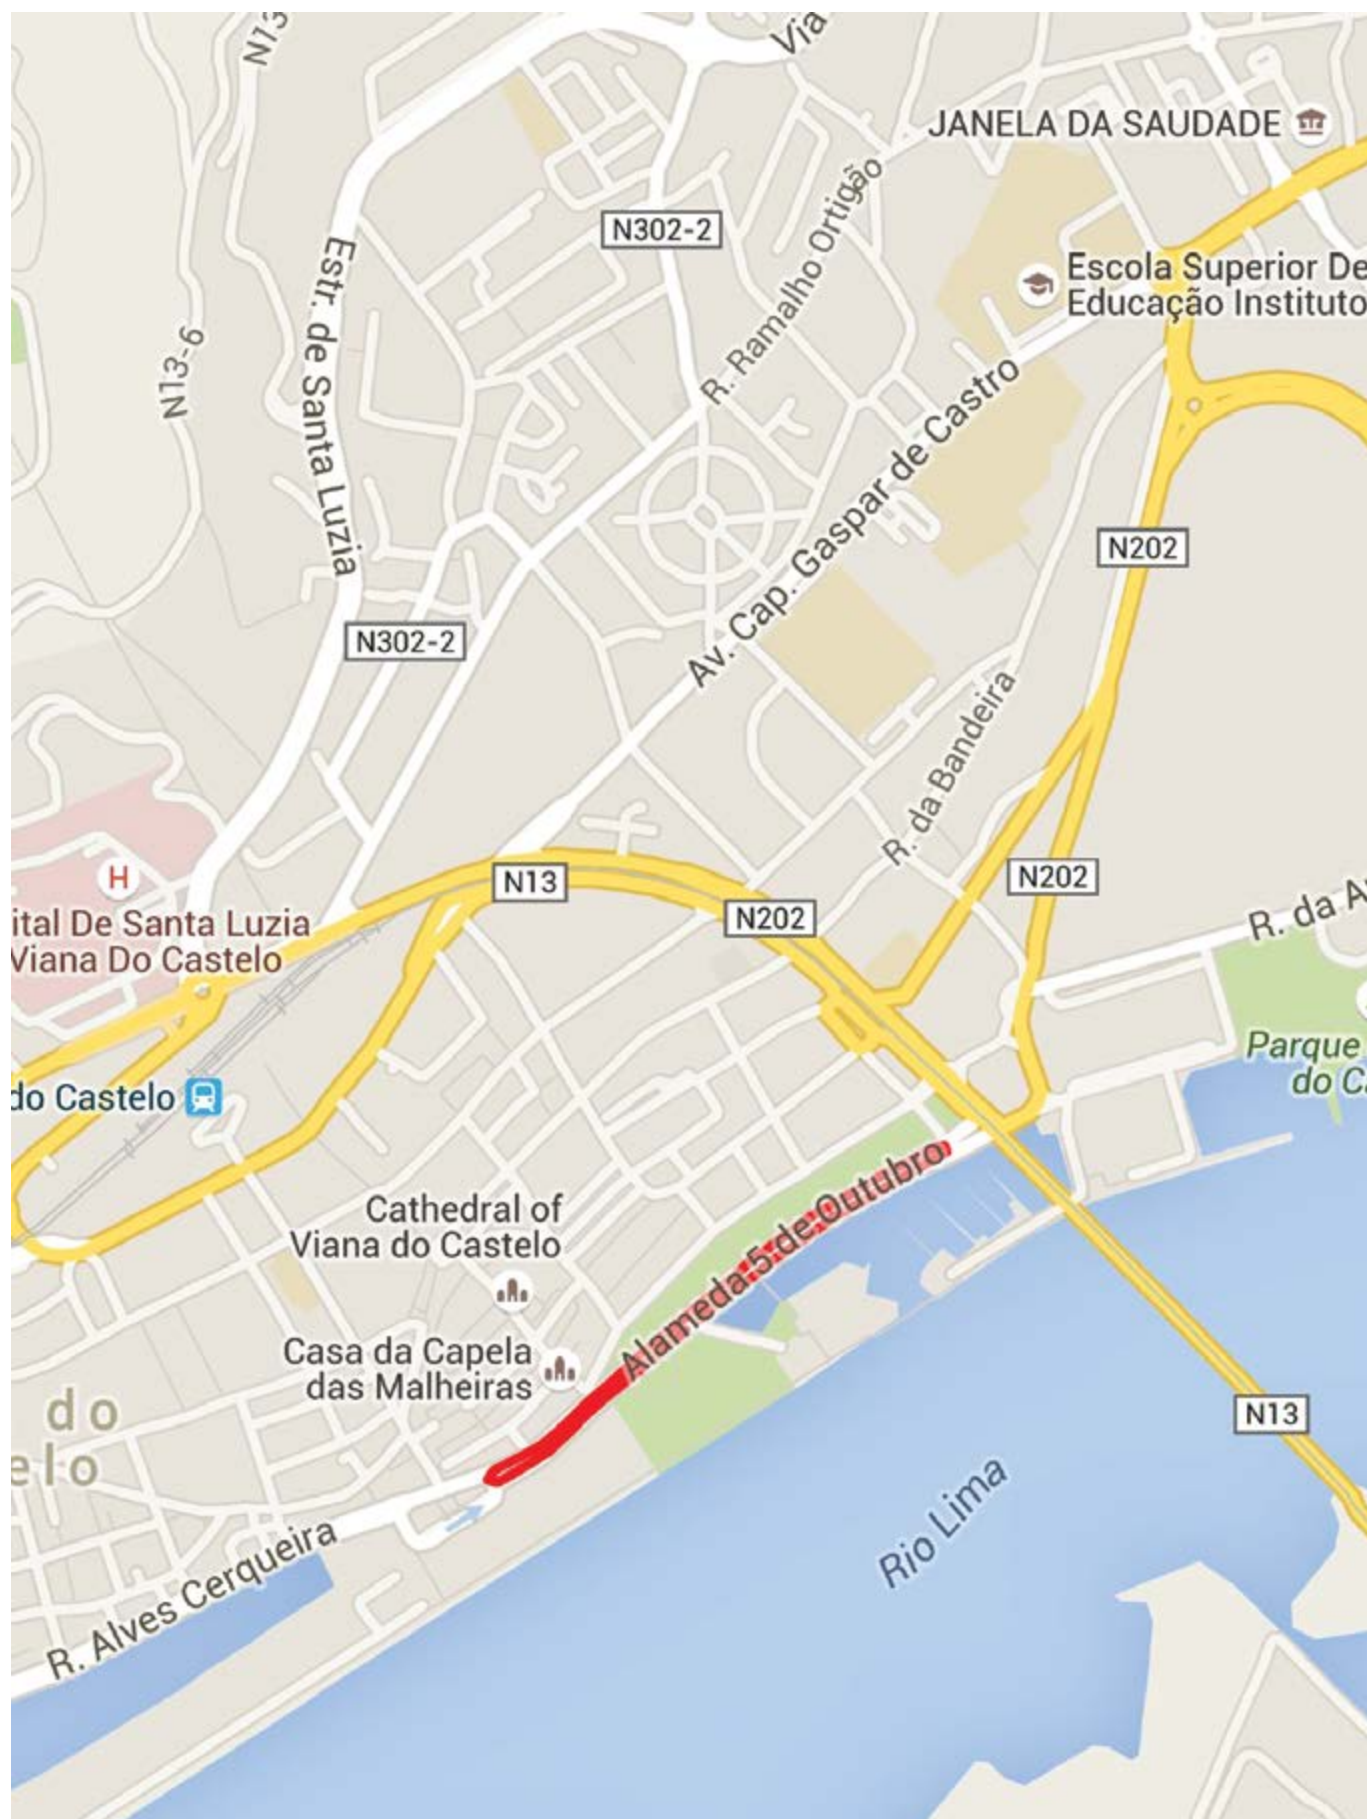 N13
Via
JANELA DA SAUDADE
N302-2
R. Ramalho Ortigão
Escola Superior De
Educação Instituto
Estr. de Santa Luzia
N13-6
Av. Cap. Gaspar de Castro
N202
N302-2
R. da Bandeira
H
N13
N202
N202
ital De Santa Luzia
Viana Do Castelo
R. da A
Parque
do C
do Castelo
Alameda 5 de Outubro
Cathedral of
Viana do Castelo
Casa da Capela
das Malheiras
do
elo
N13
Rio Lima
R. Alves Cerqueira